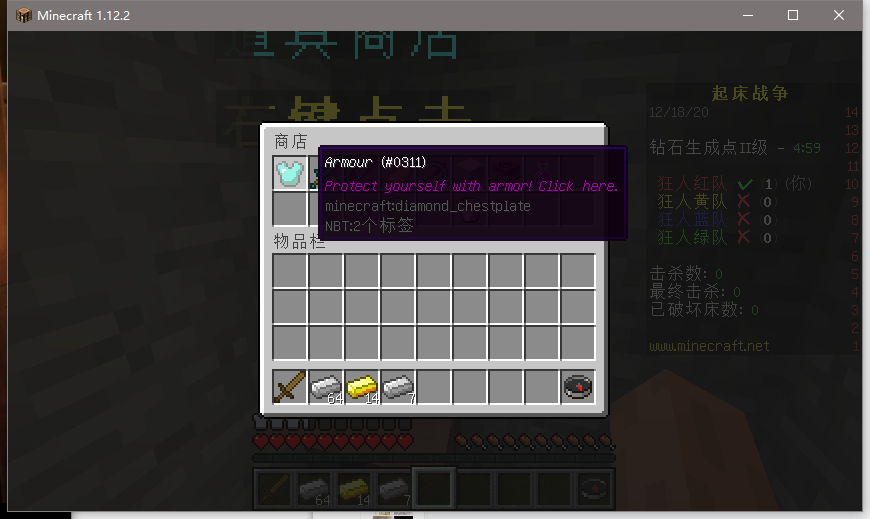 Minecraft 1.12.2
道具商店
右键点击
起床战争
12/18/20
14
13
钻石生成点II级 - 4:59
12
11
狂人红队 ✓ (1) (你)
10
狂人黄队 ✗ (0)
9
狂人蓝队 ✗ (0)
8
狂人绿队 ✗ (0)
7
6
击杀数: 0
5
最终击杀: 0
4
已破坏床数: 0
3
2
www.minecraft.net
1
商店
Armour (#0311)
Protect yourself with armor! Click here.
minecraft:diamond_chestplate
NBT:2个标签
物品栏
64
14
7
64
14
7